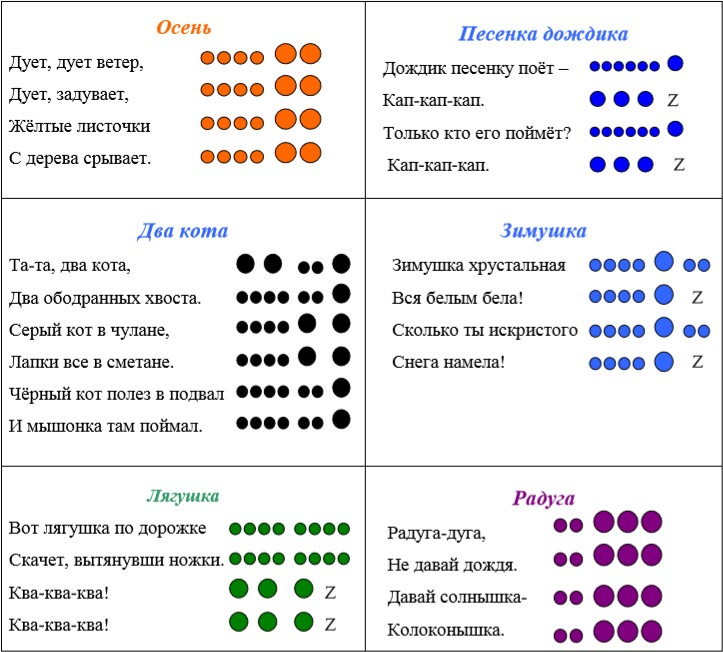 Осень
Дует, дует ветер,
Дует, задувает,
Жёлтые листочки
С дерева срывает.
Песенка дождика
Дождик песенку поёт –
Кап-кап-кап. Z
Только кто его поймёт?
Кап-кап-кап. Z
Два кота
Та-та, два кота,
Два ободранных хвоста.
Серый кот в чулане,
Лапки все в сметане.
Чёрный кот полез в подвал
И мышонка там поймал.
Зимушка
Зимушка хрустальная
Вся белым бела! Z
Сколько ты искристого
Снега намела! Z
Лягушка
Вот лягушка по дорожке
Скачет, вытянувши ножки.
Ква-ква-ква! Z
Ква-ква-ква! Z
Радуга
Радуга-дуга,
Не давай дождя.
Давай солнышка-
Колоконышка.